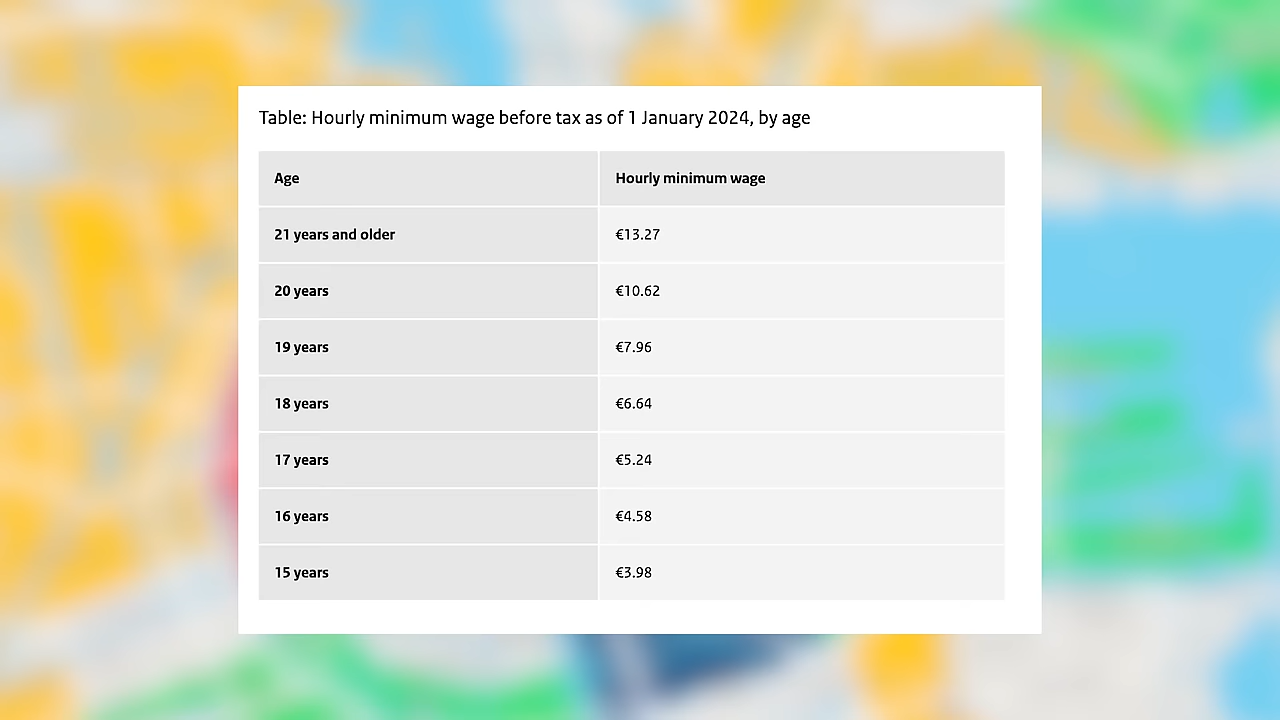 Table: Hourly minimum wage before tax as of 1 January 2024, by age
Age Hourly minimum wage
21 years and older €13.27
20 years €10.62
19 years €7.96
18 years €6.64
17 years €5.24
16 years €4.58
15 years €3.98